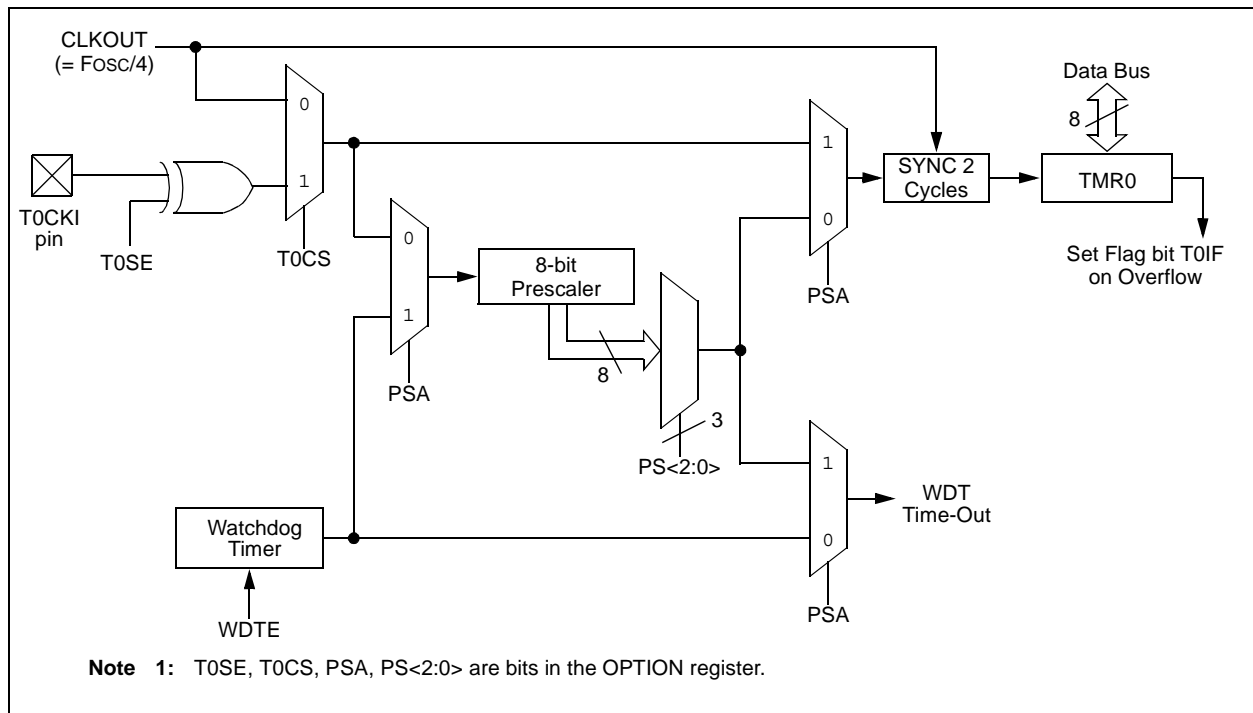 CLKOUT
(= FOSC/4)
Data Bus
0
1
8
1
SYNC 2
Cycles
TMR0
T0CKI
pin
T0SE
T0CS
0
0
8-bit
Prescaler
PSA
Set Flag bit T0IF
on Overflow
1
8
PSA
3
PS<2:0>
1
WDT
Time-Out
Watchdog
Timer
0
WDTE
PSA
Note 1: T0SE, T0CS, PSA, PS<2:0> are bits in the OPTION register.